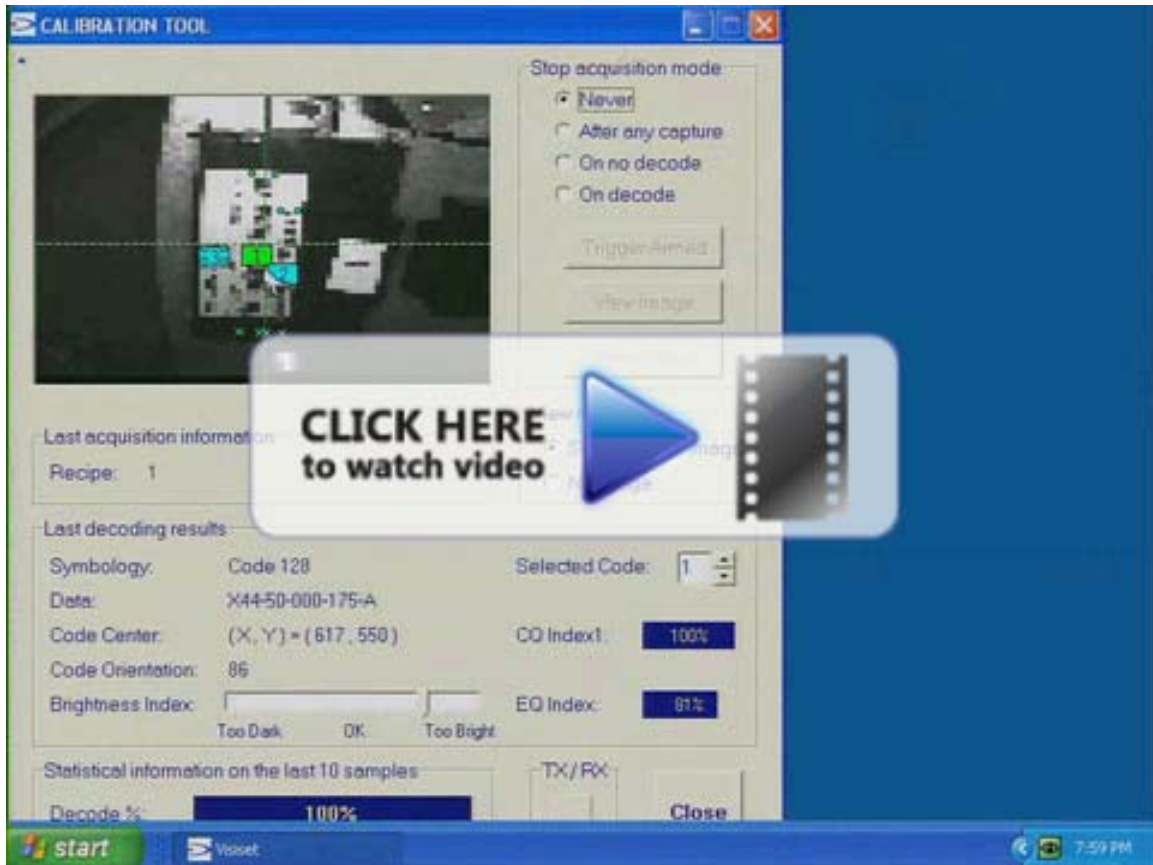 CALIBRATION TOOL
Stop acquisition mode
Never
After any capture
On no decode
On decode
Trigger Armed
View Image
1
2
3
CLICK HERE
to watch video
Last acquisition information
Recipe: 1
Last decoding results
Symbology: Code 128
Selected Code: 1
Data: X44-50-000-175-A
Code Center: (X, Y) = ( 617 , 550 )
CQ Index1: 100%
Code Orientation: 86
Brightness Index:
EQ Index: 81%
Too Dark OK Too Bright
Statistical information on the last 10 samples
TX / RX
Decode %: 100%
Close
start
Visiset
7:59 PM